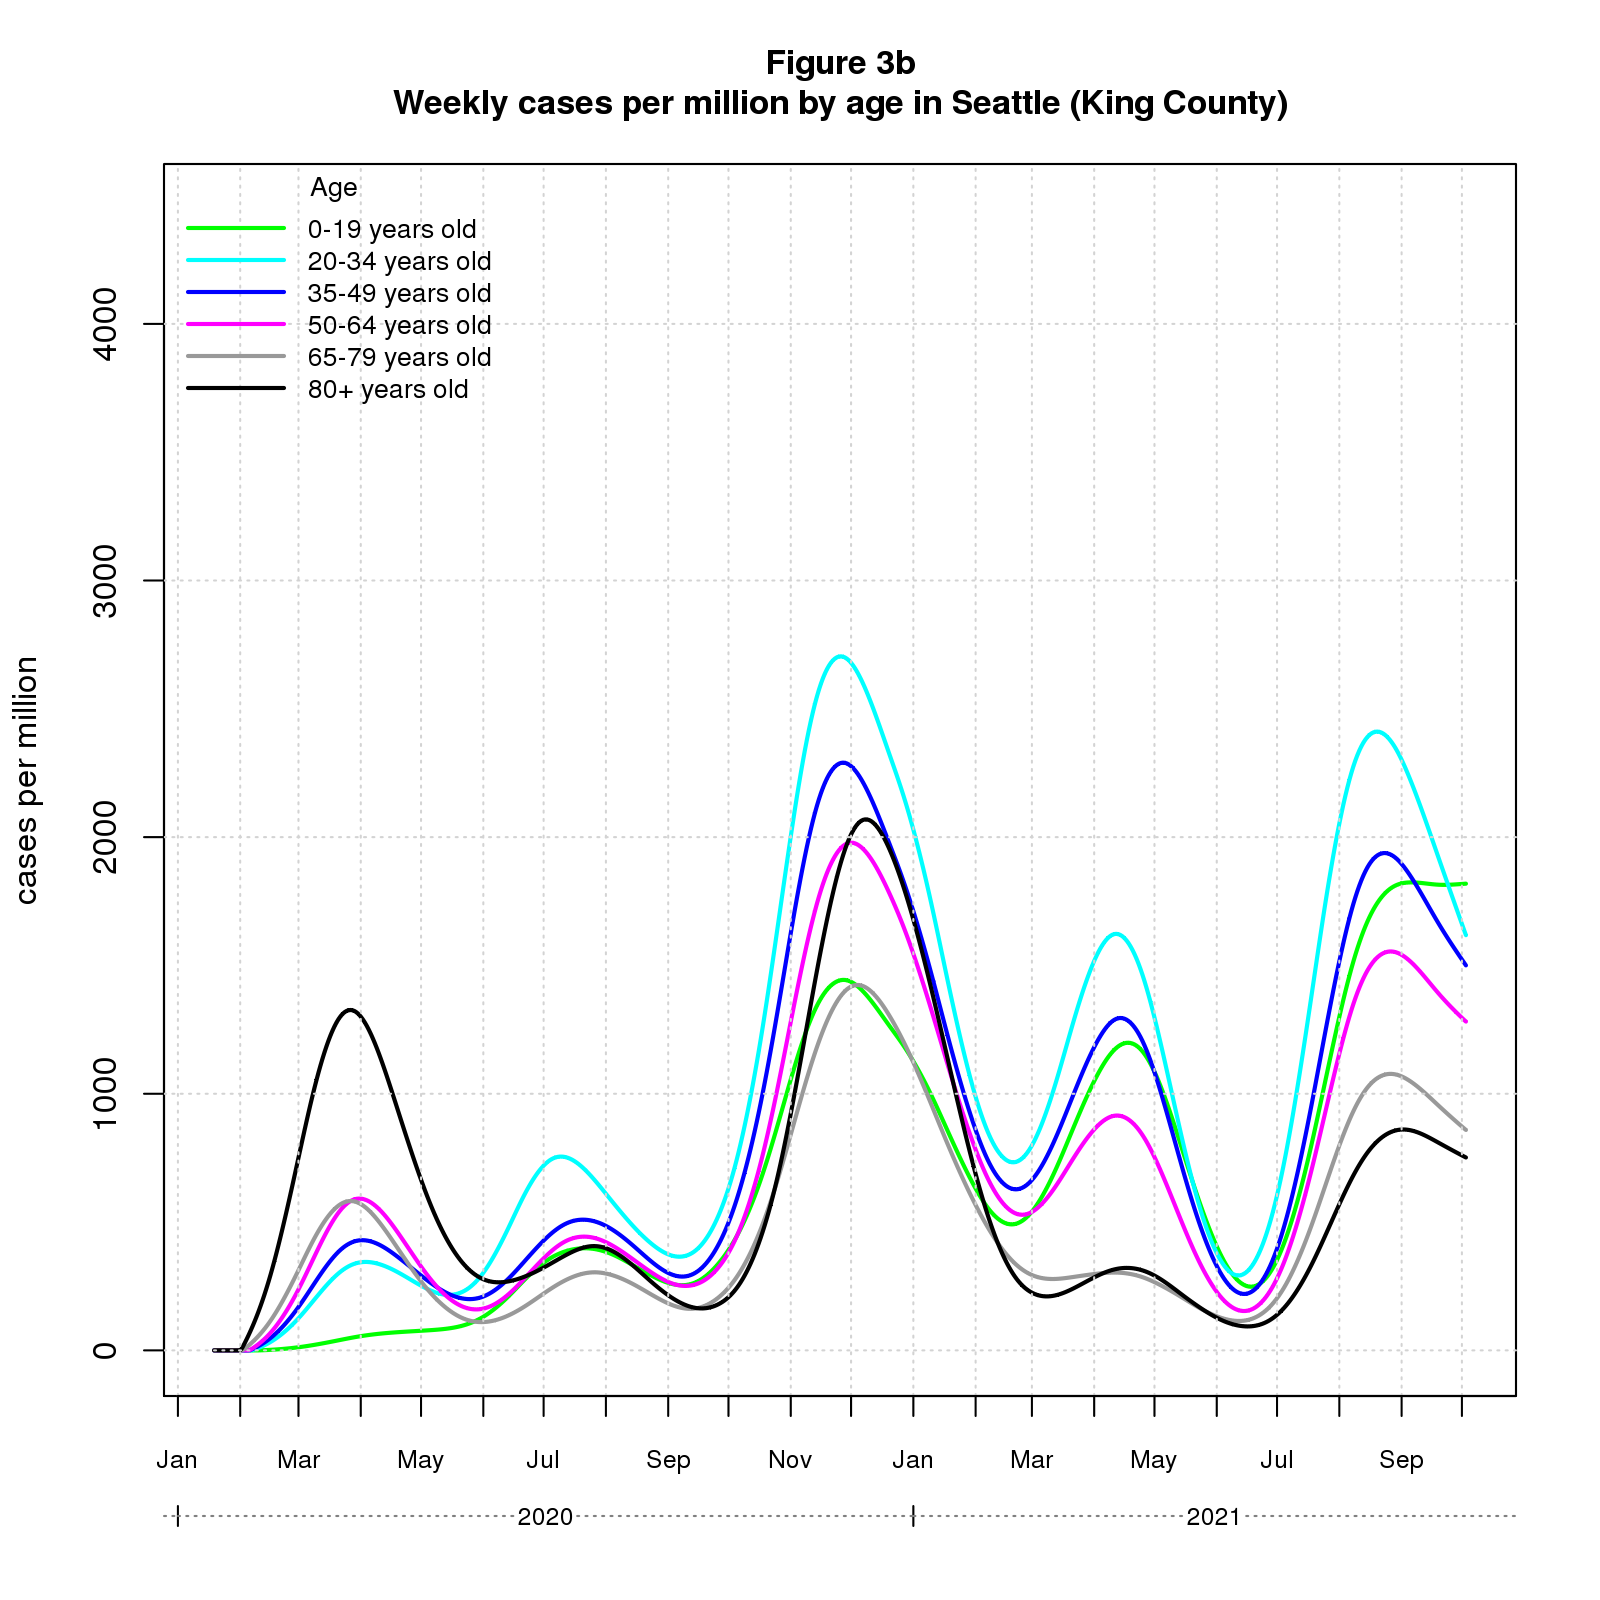 Figure 3b
Weekly cases per million by age in Seattle (King County)
Age
0-19 years old
20-34 years old
35-49 years old
50-64 years old
65-79 years old
80+ years old
cases per million
4000
3000
2000
1000
0
Jan Mar May Jul Sep Nov Jan Mar May Jul Sep
2020 2021